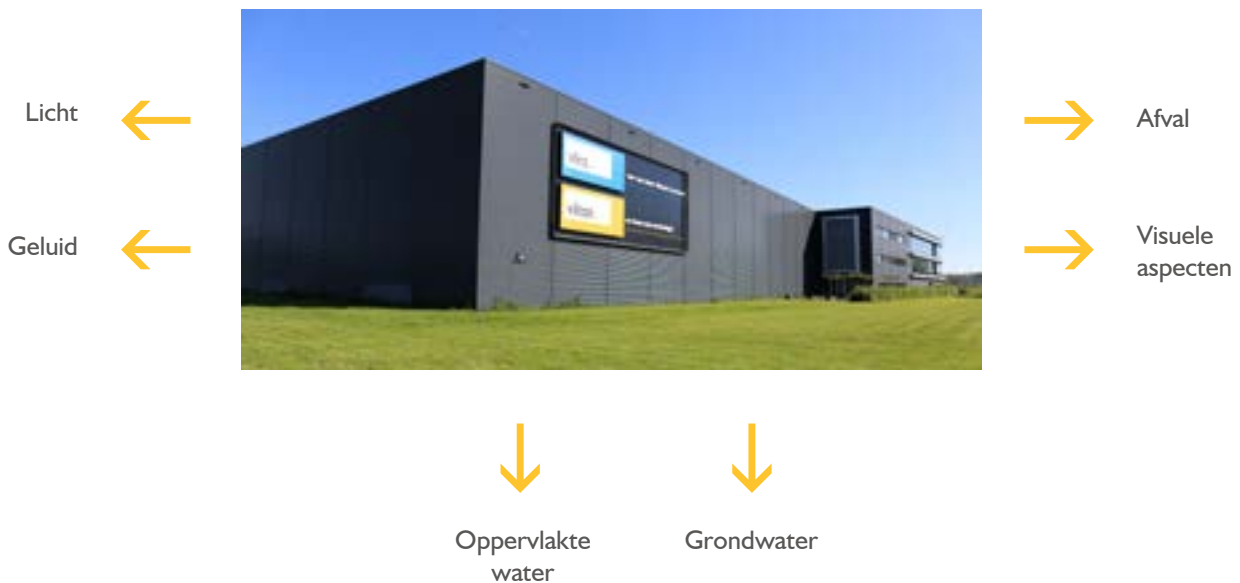 Licht
Afval
Geluid
Visuele
aspecten
Oppervlakte
water
Grondwater